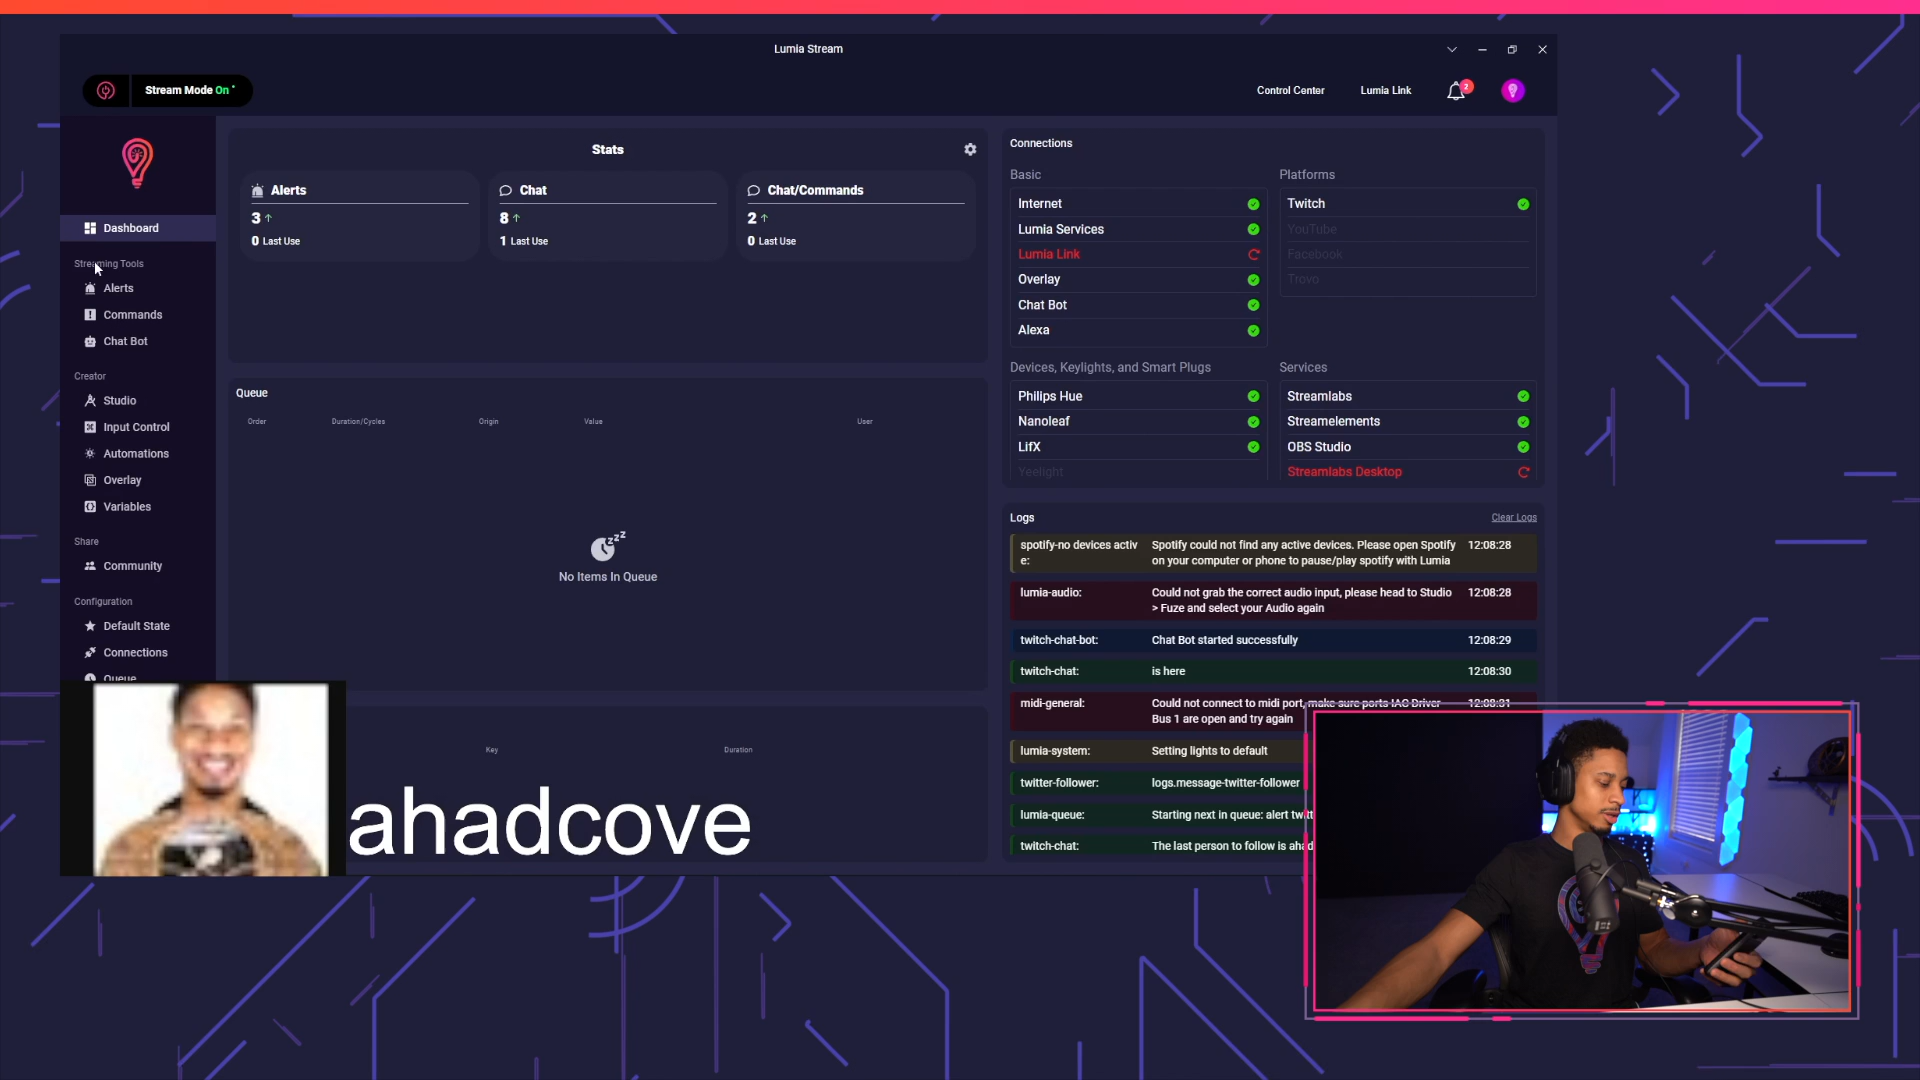 Lumia Stream
Stream Mode On
Control Center
Lumia Link
2
Dashboard
Streaming Tools
Alerts
Commands
Chat Bot
Creator
Studio
Input Control
Automations
Overlay
Variables
Share
Community
Configuration
Default State
Connections
Queue
Stats
Alerts
3
0 Last Use
Chat
8
1 Last Use
Chat/Commands
2
0 Last Use
Queue
Order Duration/Cycles Origin Value User
zzz
No Items In Queue
Key Duration
ahadcove
Connections
Basic
Internet
Lumia Services
Lumia Link
Overlay
Chat Bot
Alexa
Platforms
Twitch
YouTube
Facebook
Trovo
Devices, Keylights, and Smart Plugs
Philips Hue
Nanoleaf
LifX
Yeelight
Services
Streamlabs
Streamelements
OBS Studio
Streamlabs Desktop
Logs
Clear Logs
spotify-no devices activ Spotify could not find any active devices. Please open Spotify 12:08:28
e: on your computer or phone to pause/play spotify with Lumia
lumia-audio: Could not grab the correct audio input, please head to Studio 12:08:28
> Fuze and select your Audio again
twitch-chat-bot: Chat Bot started successfully 12:08:29
twitch-chat: is here 12:08:30
midi-general: Could not connect to midi port, make sure ports IAC Driver 12:08:31
Bus 1 are open and try again
lumia-system: Setting lights to default
twitter-follower: logs.message-twitter-follower
lumia-queue: Starting next in queue: alert twitt
twitch-chat: The last person to follow is ahad